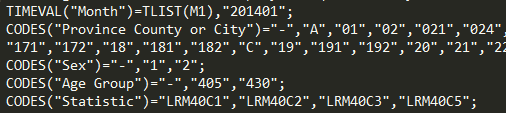 TIMEVAL("Month")=TLIST(M1),"201401";
CODES("Province County or City")="-","A","01","02","021","024",
"171","172","18","181","182","C","19","191","192","20","21","22
CODES("Sex")="-","1","2";
CODES("Age Group")="-","405","430";
CODES("Statistic")="LRM40C1","LRM40C2","LRM40C3","LRM40C5";